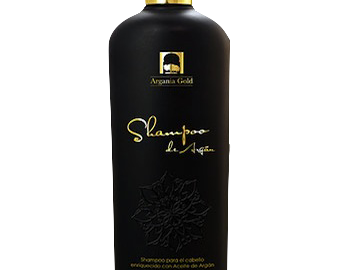 Argania Gold
Shampoo
de Argán
Shampoo para el cabello
enriquecido con Aceite de Argán